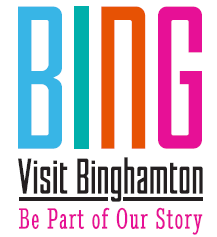 BING
Visit Binghamton
Be Part of Our Story